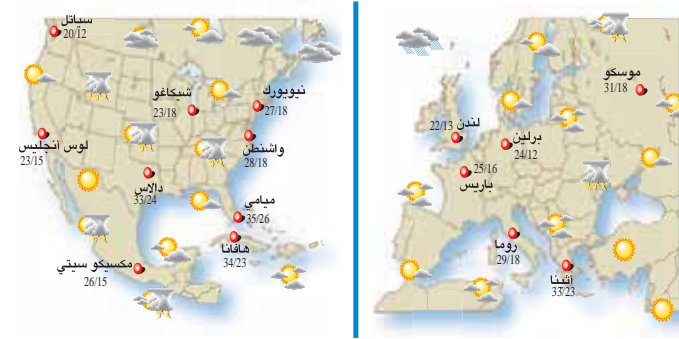 سياتل
20/12
شيكاغو
23/18
نيويورك
27/18
لوس أنجليس
23/15
واشنطن
28/18
دالاس
33/24
ميامي
35/26
هافانا
34/23
مكسيكو سيتي
26/15
موسكو
31/18
لندن
22/13
برلين
24/12
25/16
باريس
روما
29/18
أثينا
33/23